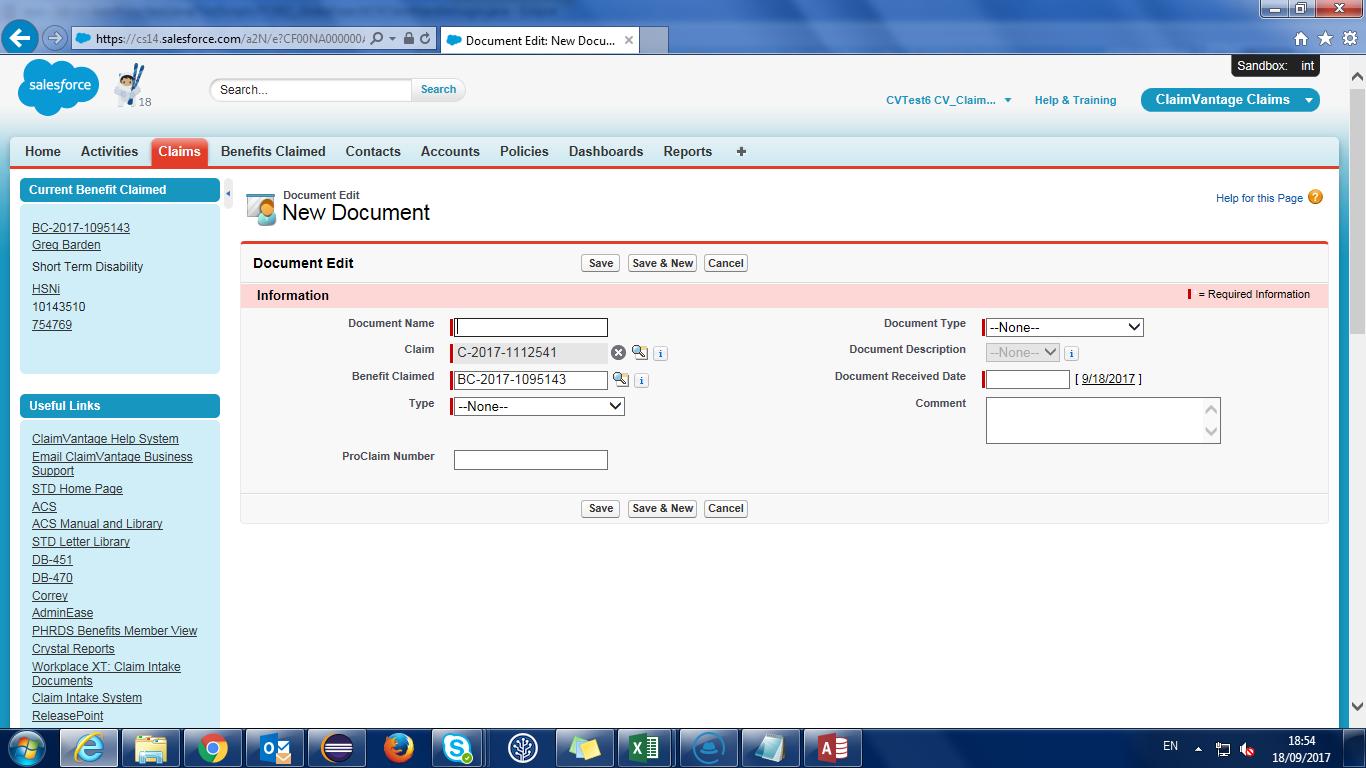 https://cs14.salesforce.com/a2N/e?CF00NA000000/
Document Edit: New Docu...
Sandbox: int
salesforce
18
Search...
Search
CVTest6 CV_Claim...
Help & Training
ClaimVantage Claims
Home
Activities
Claims
Benefits Claimed
Contacts
Accounts
Policies
Dashboards
Reports
Current Benefit Claimed
BC-2017-1095143
Greg Barden
Short Term Disability
HSNi
10143510
754769
Useful Links
ClaimVantage Help System
Email ClaimVantage Business
Support
STD Home Page
ACS
ACS Manual and Library
STD Letter Library
DB-451
DB-470
Correy
AdminEase
PHRDS Benefits Member View
Crystal Reports
Workplace XT: Claim Intake
Documents
Claim Intake System
ReleasePoint
Document Edit
New Document
Help for this Page
Document Edit
Save
Save & New
Cancel
Information
= Required Information
Document Name
Document Type
--None--
Claim
C-2017-1112541
Document Description
--None--
Benefit Claimed
BC-2017-1095143
Document Received Date
[ 9/18/2017 ]
Type
--None--
Comment
ProClaim Number
Save
Save & New
Cancel
EN
18:54
18/09/2017